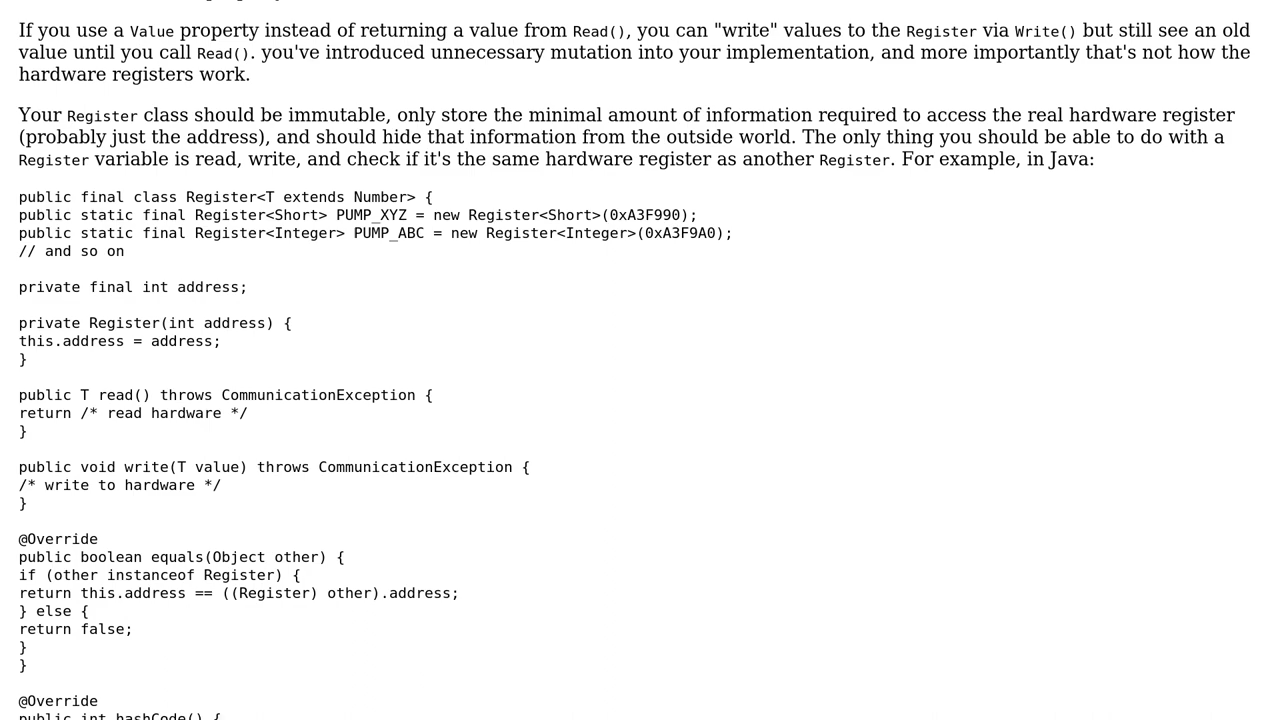 If you use a Value property instead of returning a value from Read(), you can "write" values to the Register via Write() but still see an old
value until you call Read(). you've introduced unnecessary mutation into your implementation, and more importantly that's not how the
hardware registers work.
Your Register class should be immutable, only store the minimal amount of information required to access the real hardware register
(probably just the address), and should hide that information from the outside world. The only thing you should be able to do with a
Register variable is read, write, and check if it's the same hardware register as another Register. For example, in Java:
public final class Register<T extends Number> {
public static final Register<Short> PUMP_XYZ = new Register<Short>(0xA3F990);
public static final Register<Integer> PUMP_ABC = new Register<Integer>(0xA3F9A0);
// and so on
private final int address;
private Register(int address) {
this.address = address;
}
public T read() throws CommunicationException {
return /* read hardware */
}
public void write(T value) throws CommunicationException {
/* write to hardware */
}
@Override
public boolean equals(Object other) {
if (other instanceof Register) {
return this.address == ((Register) other).address;
} else {
return false;
}
}
@Override
public int hashCode() {